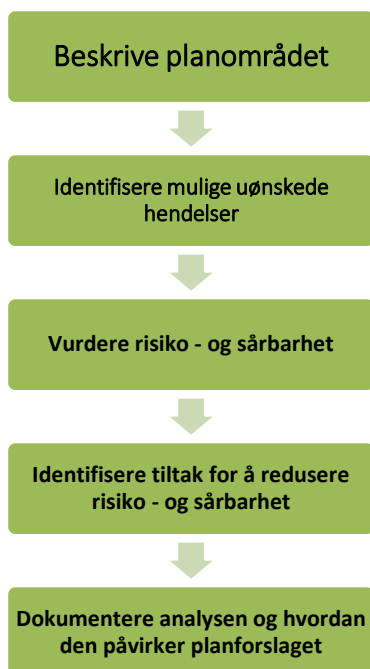 Beskrive planområdet
Identifisere mulige uønskede
hendelser
Vurdere risiko - og sårbarhet
Identifisere tiltak for å redusere
risiko - og sårbarhet
Dokumentere analysen og hvordan
den påvirker planforslaget